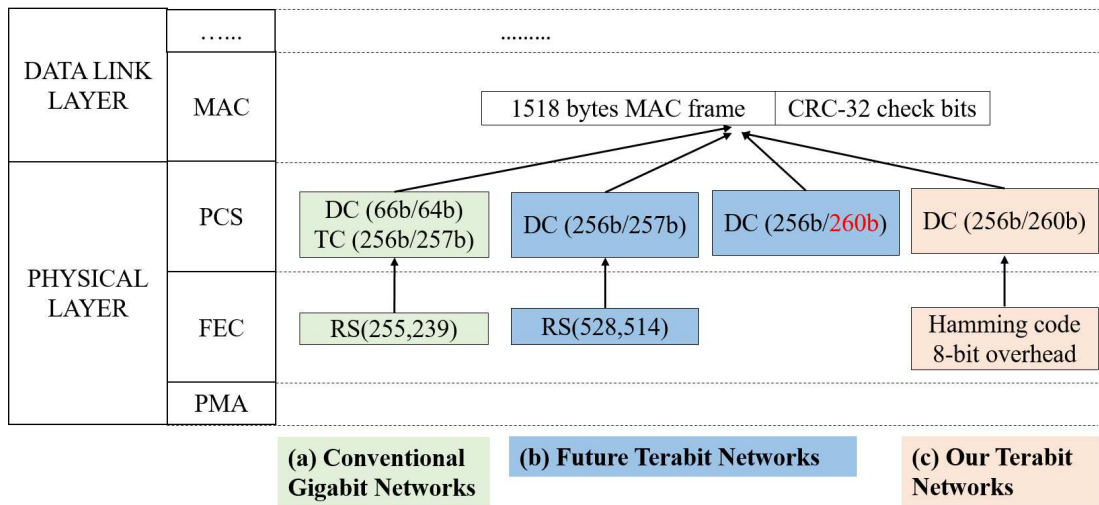 …...
.........
DATA LINK
LAYER
MAC
1518 bytes MAC frame
CRC-32 check bits
PHYSICAL
LAYER
PCS
DC (66b/64b)
TC (256b/257b)
DC (256b/257b)
DC (256b/260b)
DC (256b/260b)
FEC
RS(255,239)
RS(528,514)
Hamming code
8-bit overhead
PMA
(a) Conventional
Gigabit Networks
(b) Future Terabit Networks
(c) Our Terabit
Networks